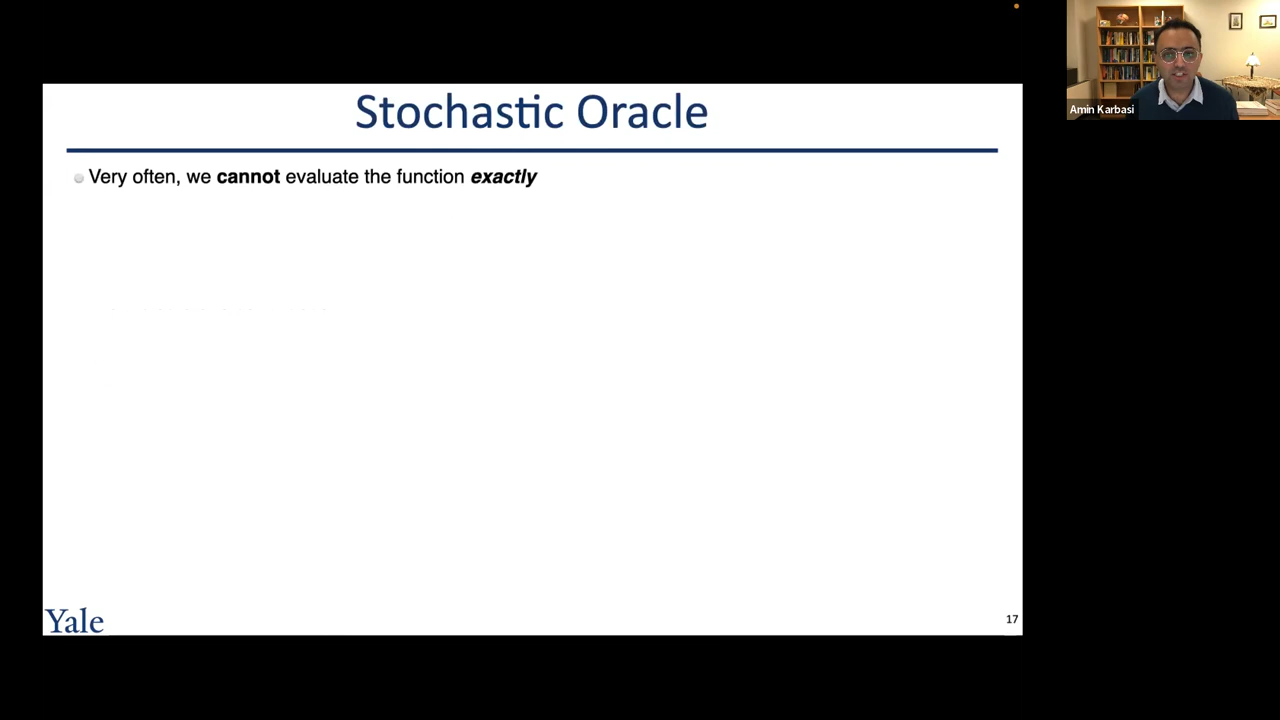 Amin Karbasi
Stochastic Oracle
Very often, we cannot evaluate the function exactly
Yale
17